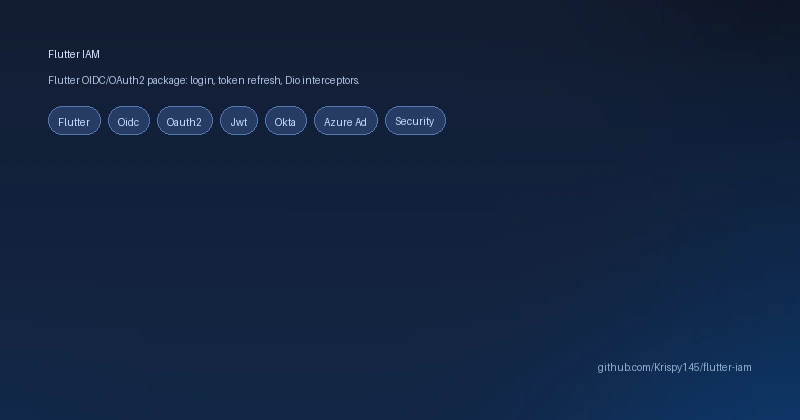 Flutter IAM
Flutter OIDC/OAuth2 package: login, token refresh, Dio interceptors.
Flutter Oidc Oauth2 Jwt Okta Azure Ad Security
github.com/Krispy145/flutter-iam